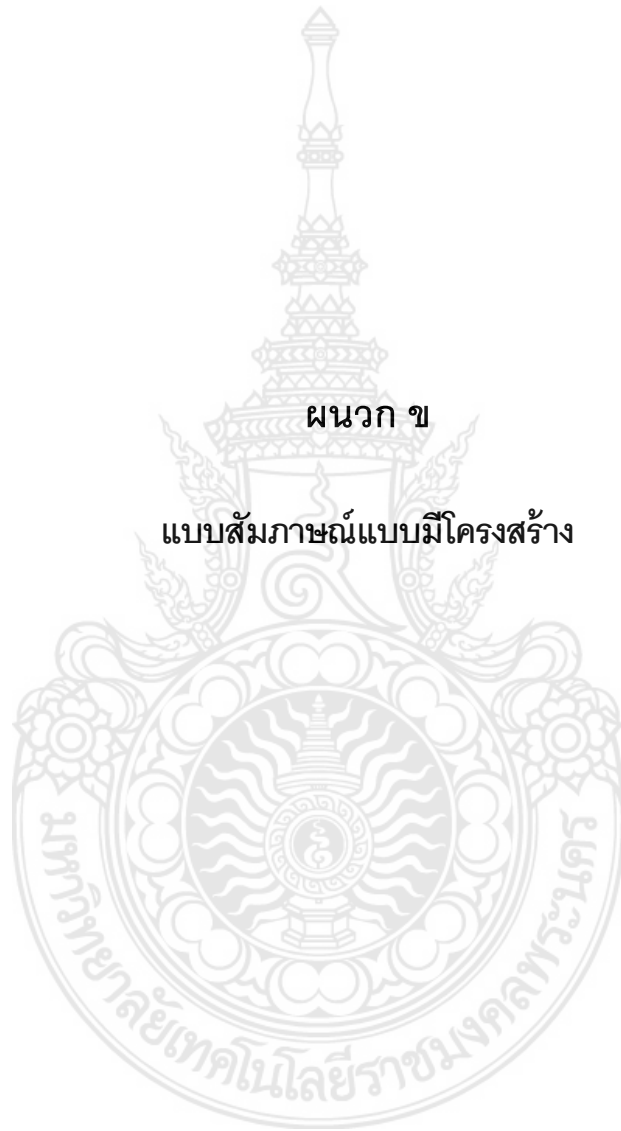 ผนวก ข
แบบสัมภาษณ์แบบมีโครงสร้าง
มหาวิทยาลัยเทคโนโลยีราชมงคลพระนคร